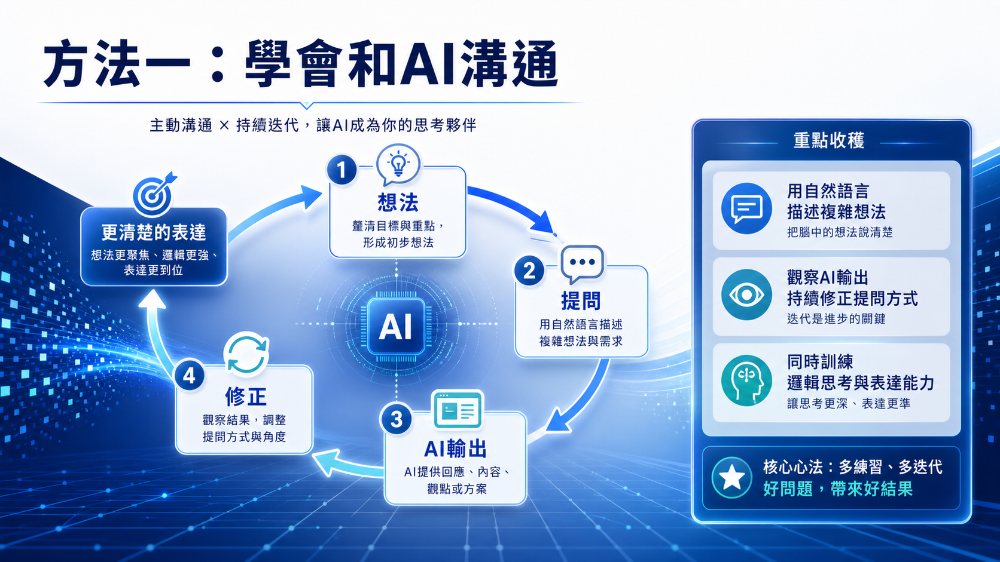 方法一：學會和AI溝通
主動溝通 × 持續迭代，讓AI成為你的思考夥伴
1
想法
釐清目標與重點，
形成初步想法
2
提問
用自然語言描述
複雜想法與需求
3
AI輸出
AI提供回應、內容、
觀點或方案
4
修正
觀察結果，調整
提問方式與角度
更清楚的表達
想法更聚焦、邏輯更強、
表達更到位
AI
重點收穫
用自然語言
描述複雜想法
把腦中的想法說清楚
觀察AI輸出
持續修正提問方式
迭代是進步的關鍵
同時訓練
邏輯思考與表達能力
讓思考更深、表達更準
核心心法：多練習、多迭代
好問題，帶來好結果